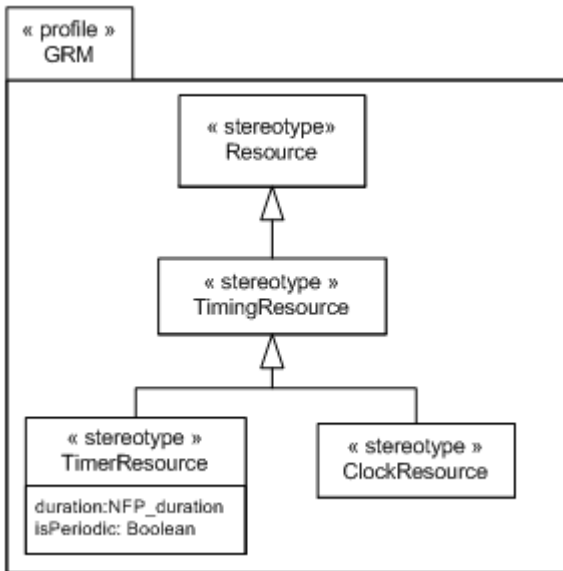 « profile »
GRM
« stereotype»
Resource
« stereotype »
TimingResource
« stereotype »
TimerResource
duration:NFP_duration
isPeriodic: Boolean
« stereotype »
ClockResource